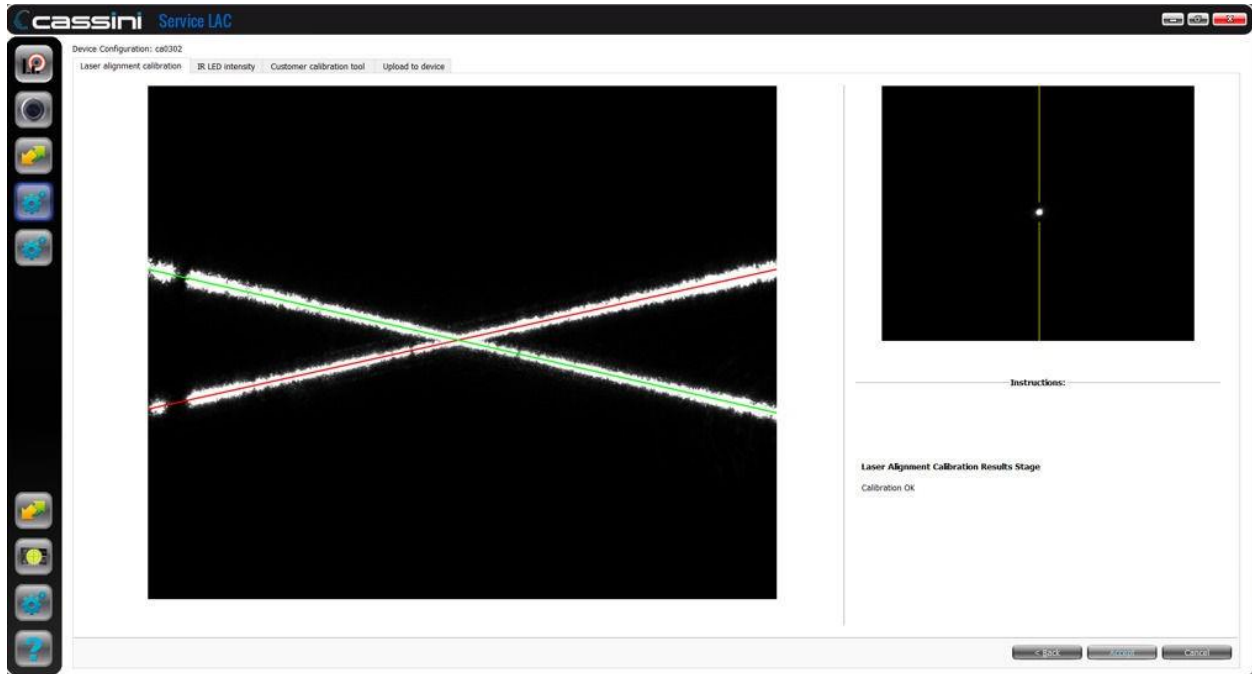 cassini Service LAC
Device Configuration: ca0302
Laser alignment calibration IR LED intensity Customer calibration tool Upload to device
Instructions:
Laser Alignment Calibration Results Stage
Calibration OK
< Back Accept Cancel
?